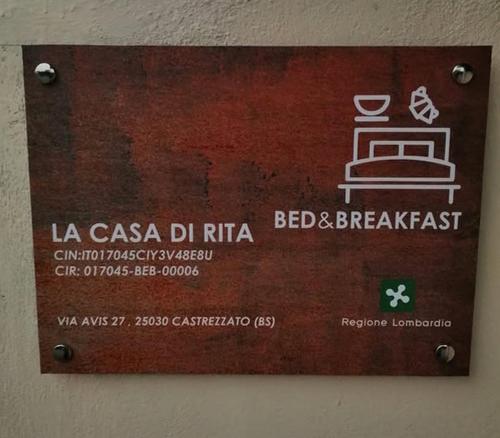 BED&BREAKFAST
LA CASA DI RITA
CIN:IT017045CIY3V48E8U
CIR: 017045-BEB-00006
VIA AVIS 27 , 25030 CASTREZZATO (BS)
Regione Lombardia